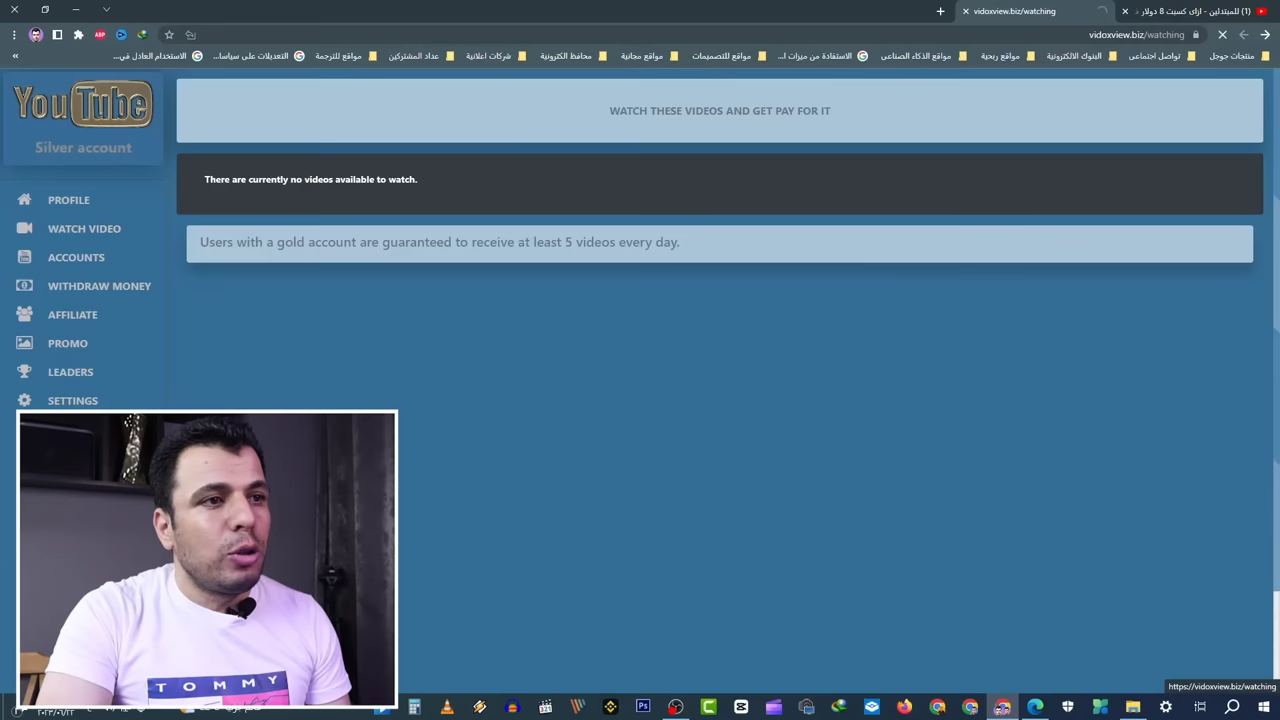 vidoxview.biz/watching
(1) للمبتدئين - ازاى كسبت 8 دولار د
vidoxview.biz/watching
منتجات جوجل
تواصل اجتماعى
البنوك الالكترونية
مواقع ربحية
مواقع الذكاء الصناعى
الاستفادة من ميزات ا...
مواقع للتصميمات
مواقع مجانية
محافظ الكترونية
شركات اعلانية
عداد المشتركين
مواقع للترجمة
التعديلات على سياسا...
الاستخدام العادل في...
»
YouTube
Silver account
WATCH THESE VIDEOS AND GET PAY FOR IT
There are currently no videos available to watch.
Users with a gold account are guaranteed to receive at least 5 videos every day.
PROFILE
WATCH VIDEO
ACCOUNTS
WITHDRAW MONEY
AFFILIATE
PROMO
LEADERS
SETTINGS
TOMMY
https://vidoxview.biz/watching